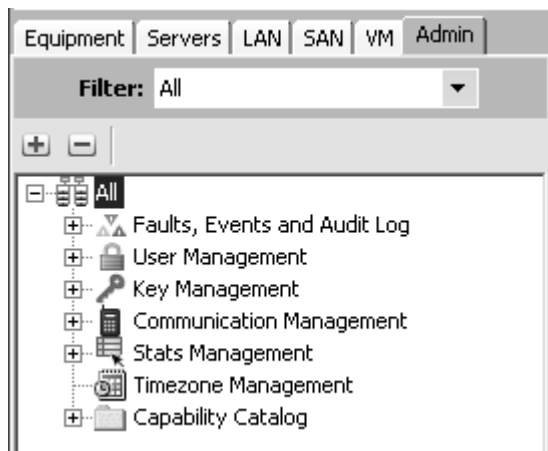 Equipment Servers LAN SAN VM Admin
Filter: All
All
Faults, Events and Audit Log
User Management
Key Management
Communication Management
Stats Management
Timezone Management
Capability Catalog